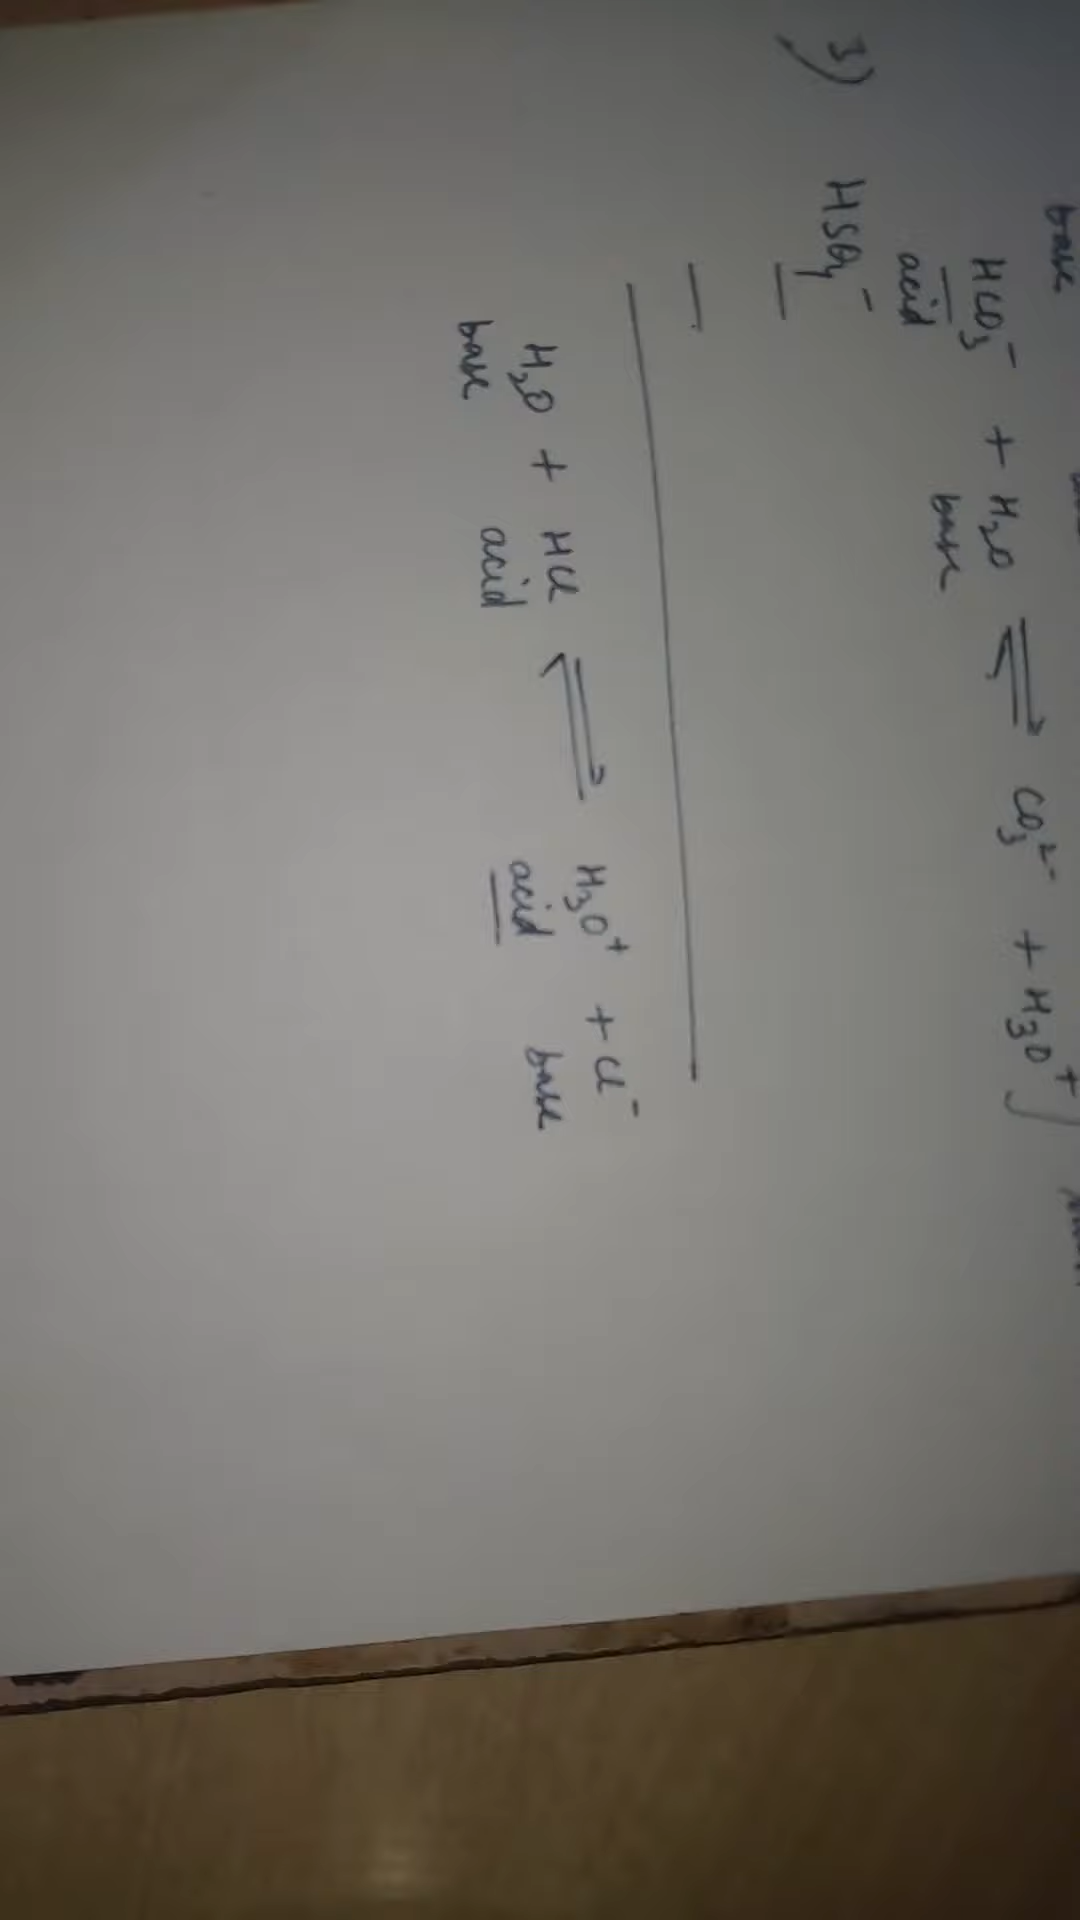 base
HCO₃⁻ + H₂O ⇌ CO₃²⁻ + H₃O⁺
acid base
3) HSO₄⁻
H₂O + HCl ⇌ H₃O⁺ + Cl⁻
base acid acid base